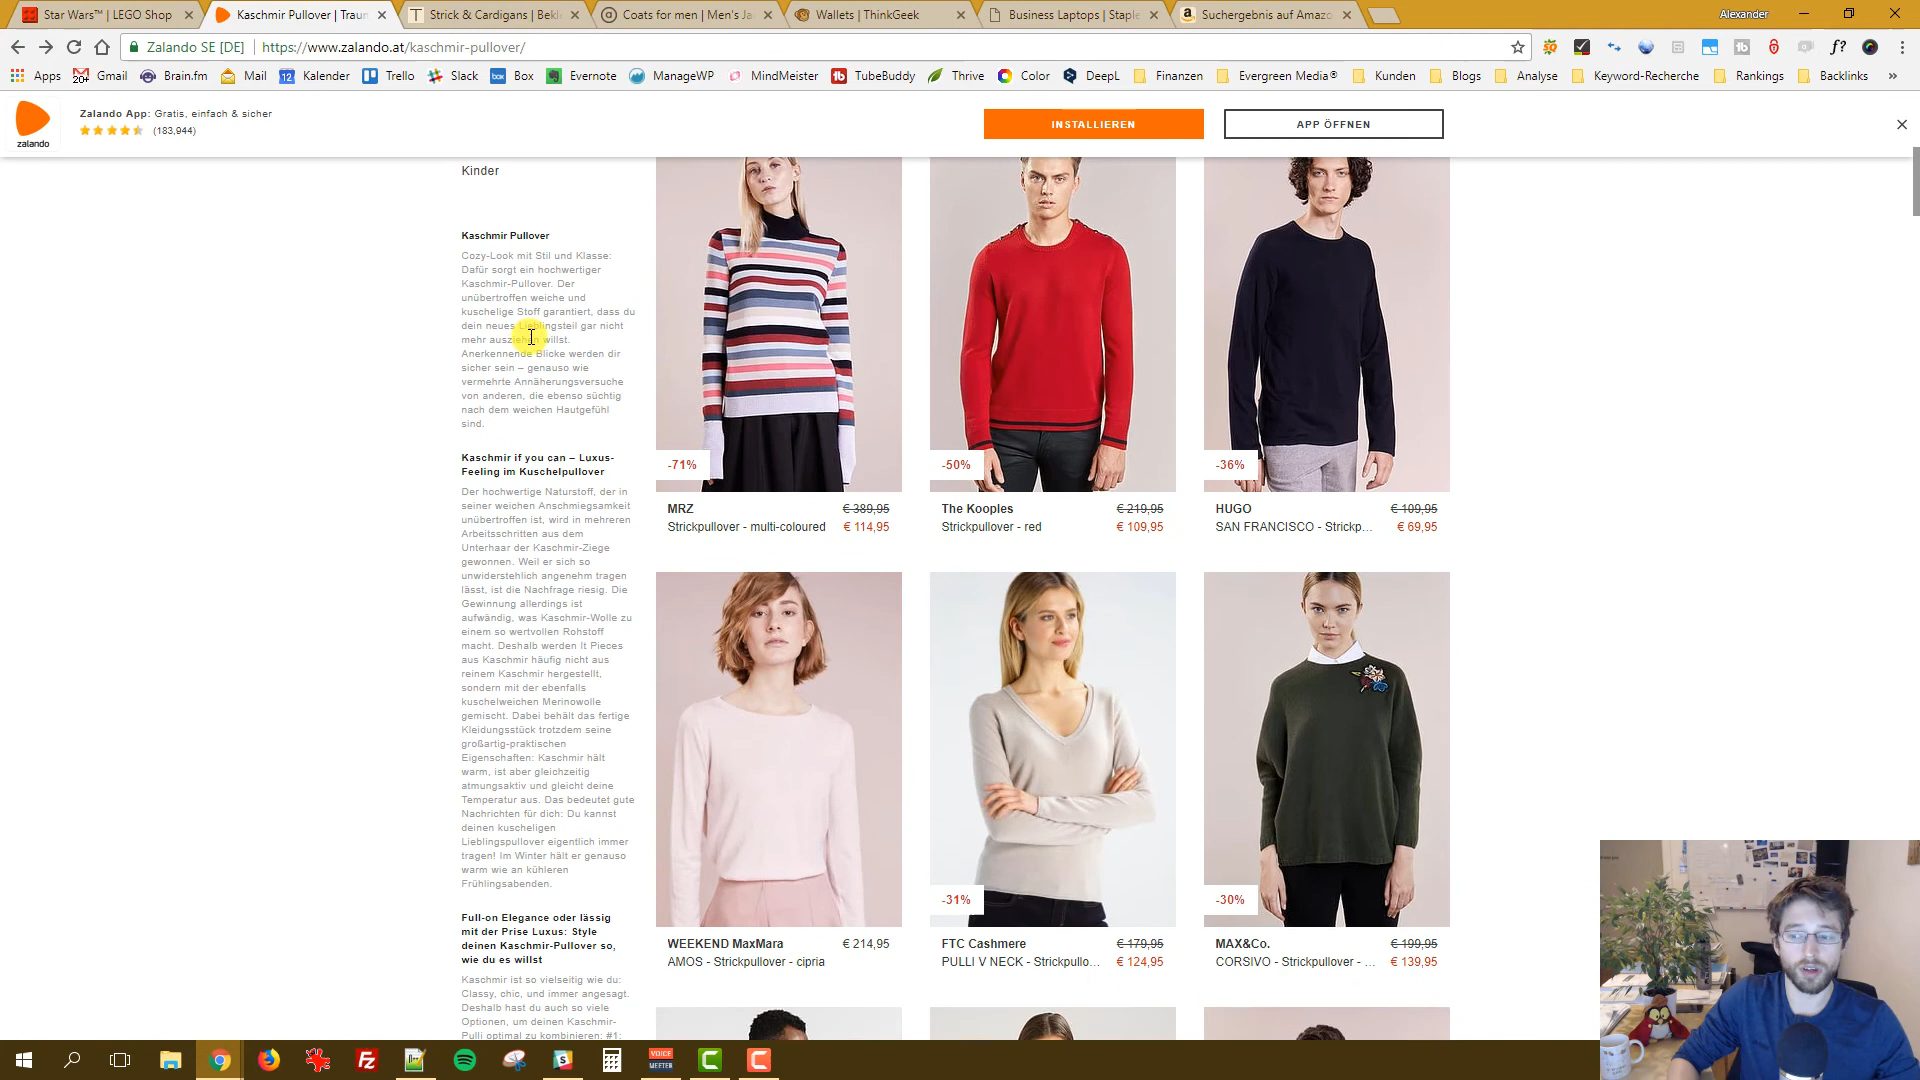 Star Wars™ | LEGO Shop
Kaschmir Pullover | Traun
Strick & Cardigans | Bekl
Coats for men | Men's Ja
Wallets | ThinkGeek
Business Laptops | Staple
Suchergebnis auf Amazo
Alexander
Zalando SE [DE] https://www.zalando.at/kaschmir-pullover/
Apps
Gmail
Brain.fm
Mail
Kalender
Trello
Slack
Box
Evernote
ManageWP
MindMeister
TubeBuddy
Thrive
Color
DeepL
Finanzen
Evergreen Media®
Kunden
Blogs
Analyse
Keyword-Recherche
Rankings
Backlinks
zalando
Zalando App: Gratis, einfach & sicher
(183,944)
INSTALLIEREN
APP ÖFFNEN
Kinder
Kaschmir Pullover
Cozy-Look mit Stil und Klasse:
Dafür sorgt ein hochwertiger
Kaschmir-Pullover. Der
unübertroffen weiche und
kuschelige Stoff garantiert, dass du
dein neues Lieblingsteil gar nicht
mehr ausziehen willst.
Anerkennende Blicke werden dir
sicher sein – genauso wie
vermehrte Annäherungsversuche
von anderen, die ebenso süchtig
nach dem weichen Hautgefühl
sind.
Kaschmir if you can – Luxus-
Feeling im Kuschelpullover
Der hochwertige Naturstoff, der in
seiner weichen Anschmiegsamkeit
unübertroffen ist, wird in mehreren
Arbeitsschritten aus dem
Unterhaar der Kaschmir-Ziege
gewonnen. Weil er sich so
unwiderstehlich angenehm tragen
lässt, ist die Nachfrage riesig. Die
Gewinnung allerdings ist
aufwändig, was Kaschmir-Wolle zu
einem so wertvollen Rohstoff
macht. Deshalb werden It Pieces
aus Kaschmir häufig nicht aus
reinem Kaschmir hergestellt,
sondern mit der ebenfalls
kuschelweichen Merinowolle
gemischt. Dabei behält das fertige
Kleidungsstück trotzdem seine
großartig-praktischen
Eigenschaften: Kaschmir hält
warm, ist aber gleichzeitig
atmungsaktiv und gleicht deine
Temperatur aus. Das bedeutet gute
Nachrichten für dich: Du kannst
deinen kuscheligen
Lieblingspullover eigentlich immer
tragen! Im Winter hält er genauso
warm wie an kühleren
Frühlingsabenden.
Full-on Elegance oder lässig
mit der Prise Luxus: Style
deinen Kaschmir-Pullover so,
wie du es willst
Kaschmir ist so vielseitig wie du:
Classy, chic, und immer angesagt.
Deshalb hast du auch so viele
Optionen, um deinen Kaschmir-
Pulli optimal zu kombinieren: #1:
-71%
MRZ € 389,95
Strickpullover - multi-coloured € 114,95
-50%
The Kooples € 219,95
Strickpullover - red € 109,95
-36%
HUGO € 109,95
SAN FRANCISCO - Strickp... € 69,95
WEEKEND MaxMara € 214,95
AMOS - Strickpullover - cipria
-31%
FTC Cashmere € 179,95
PULLI V NECK - Strickpullo... € 124,95
-30%
MAX&Co. € 199,95
CORSIVO - Strickpullover - ... € 139,95
VOICE
MEETER